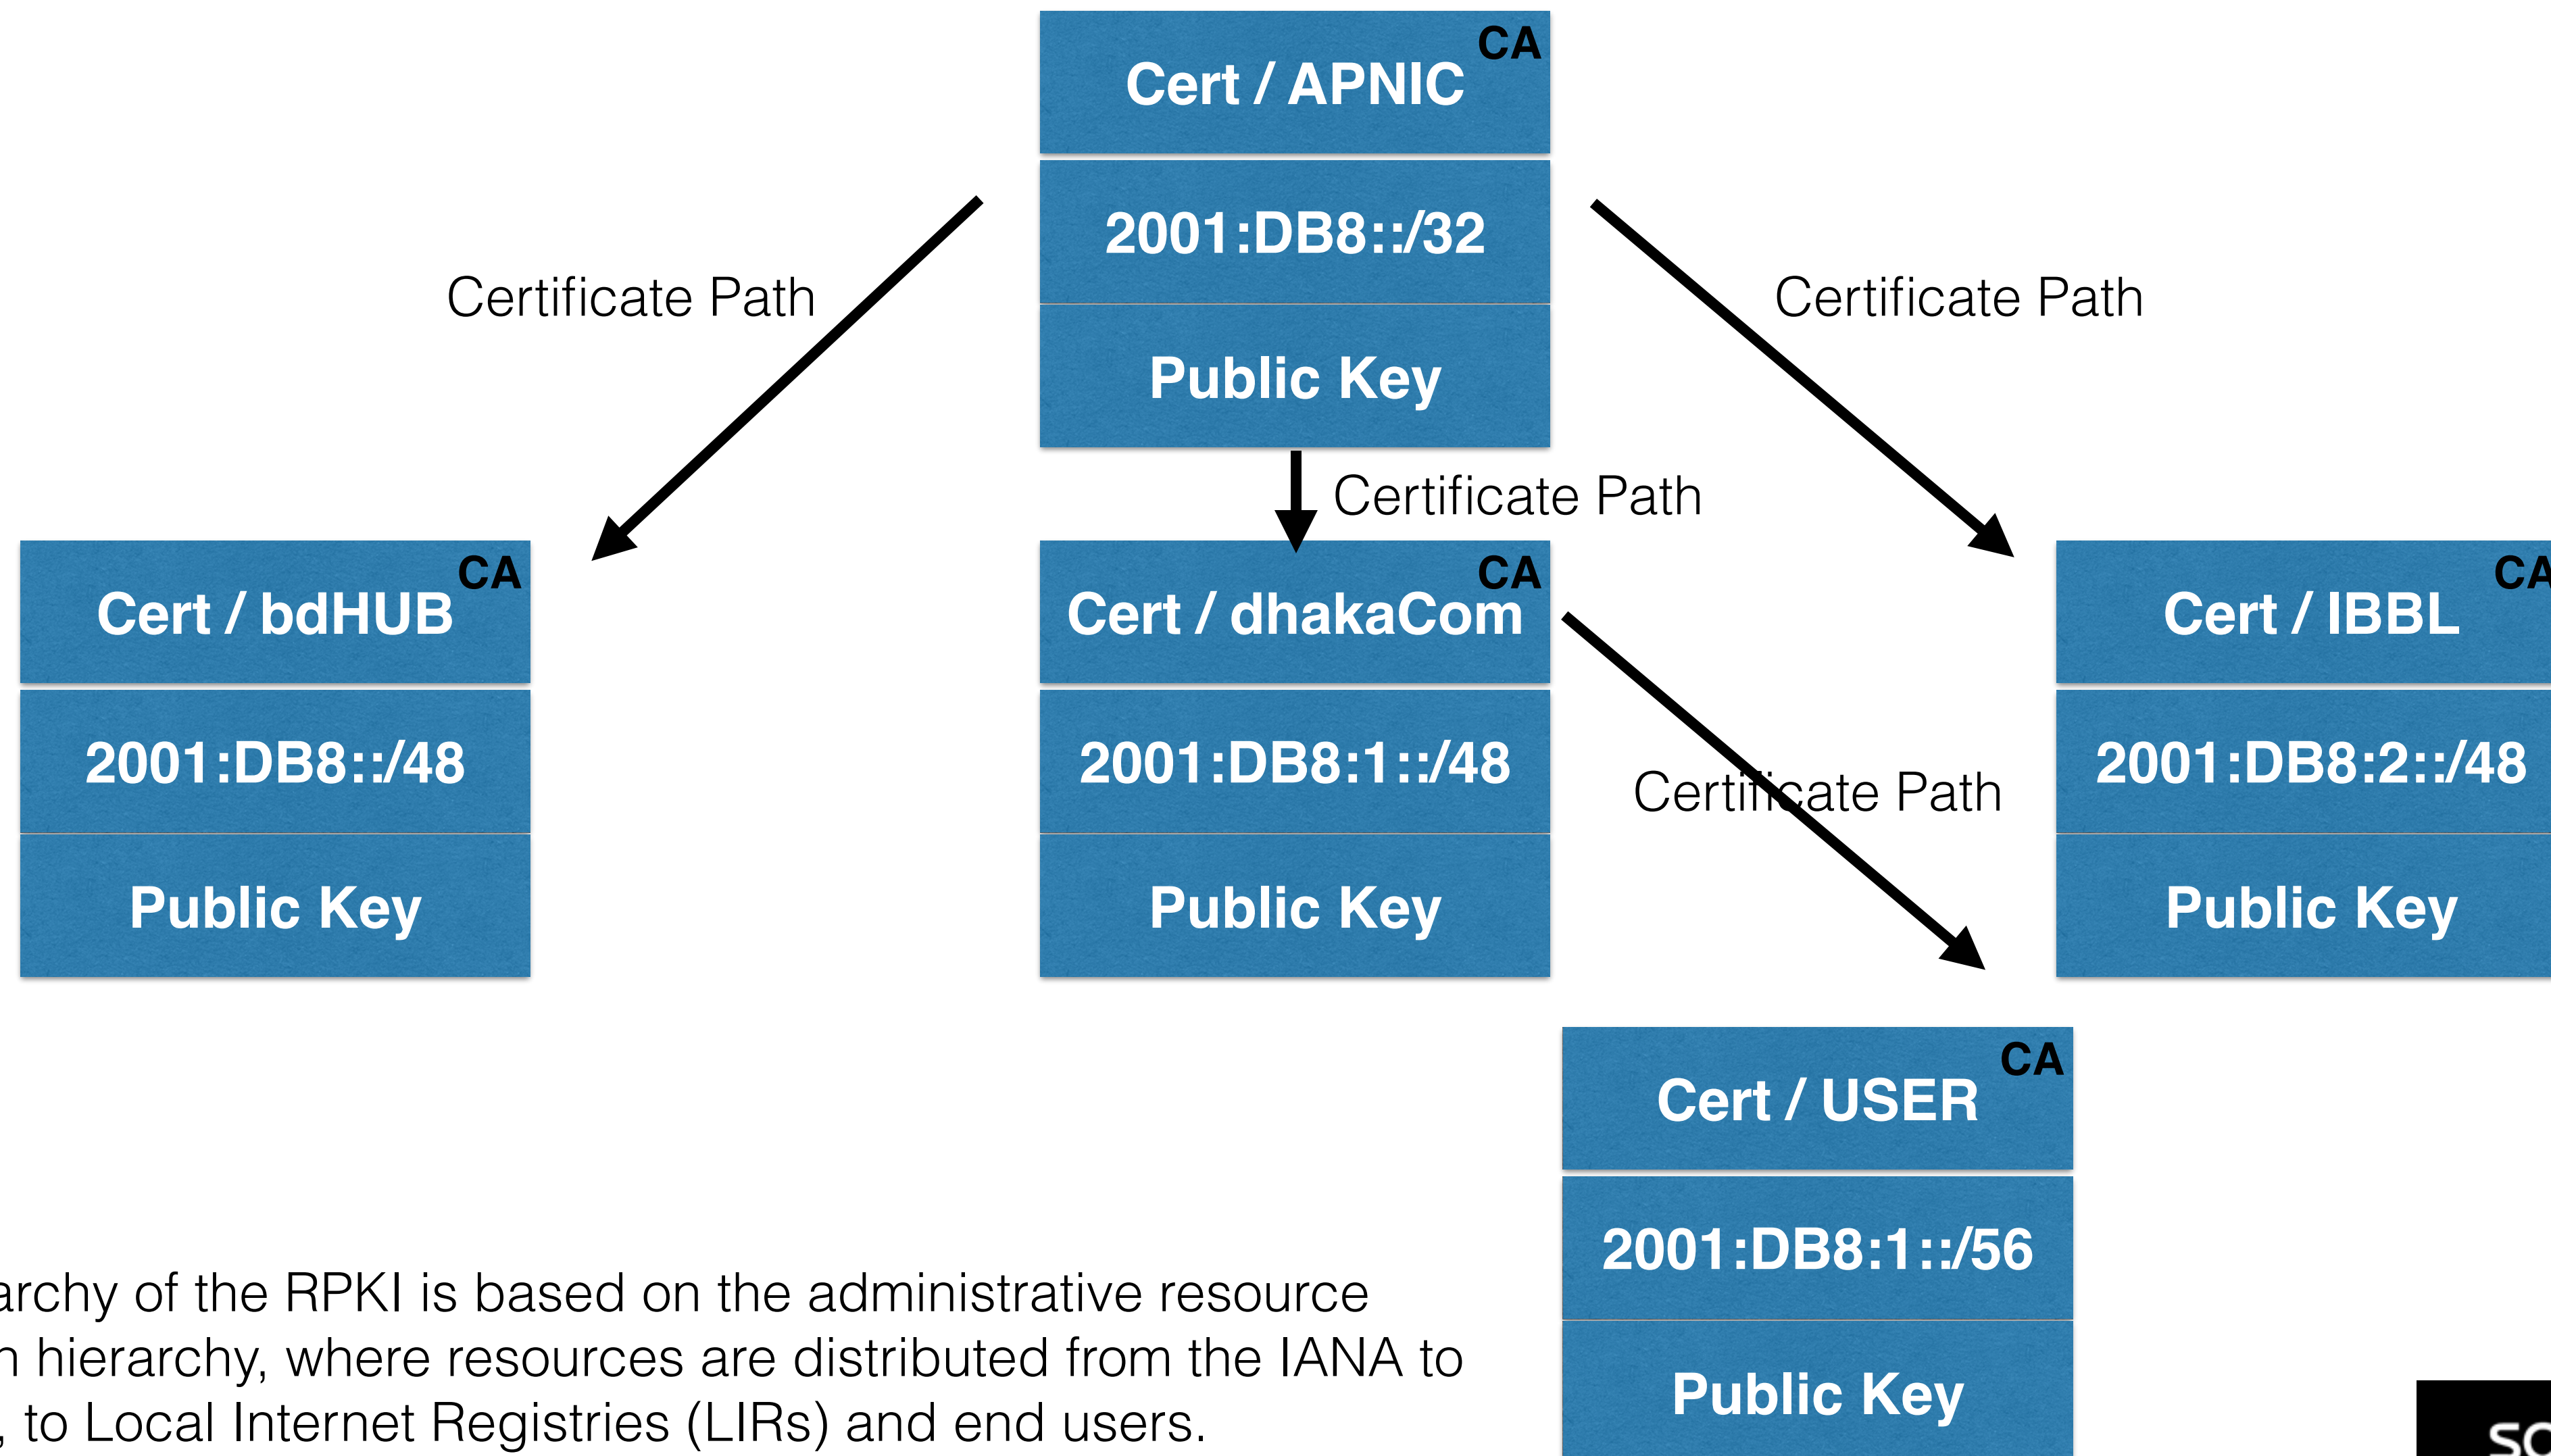 CA
Cert / APNIC
2001:DB8::/32
Public Key
Certificate Path
Certificate Path
Certificate Path
CA
Cert / bdHUB
2001:DB8::/48
Public Key
CA
Cert / dhakaCom
2001:DB8:1::/48
Public Key
CA
Cert / IBBL
2001:DB8:2::/48
Public Key
Certificate Path
CA
Cert / USER
2001:DB8:1::/56
Public Key
of the RPKI is based on the administrative resource
hierarchy, where resources are distributed from the IANA to
to Local Internet Registries (LIRs) and end users.